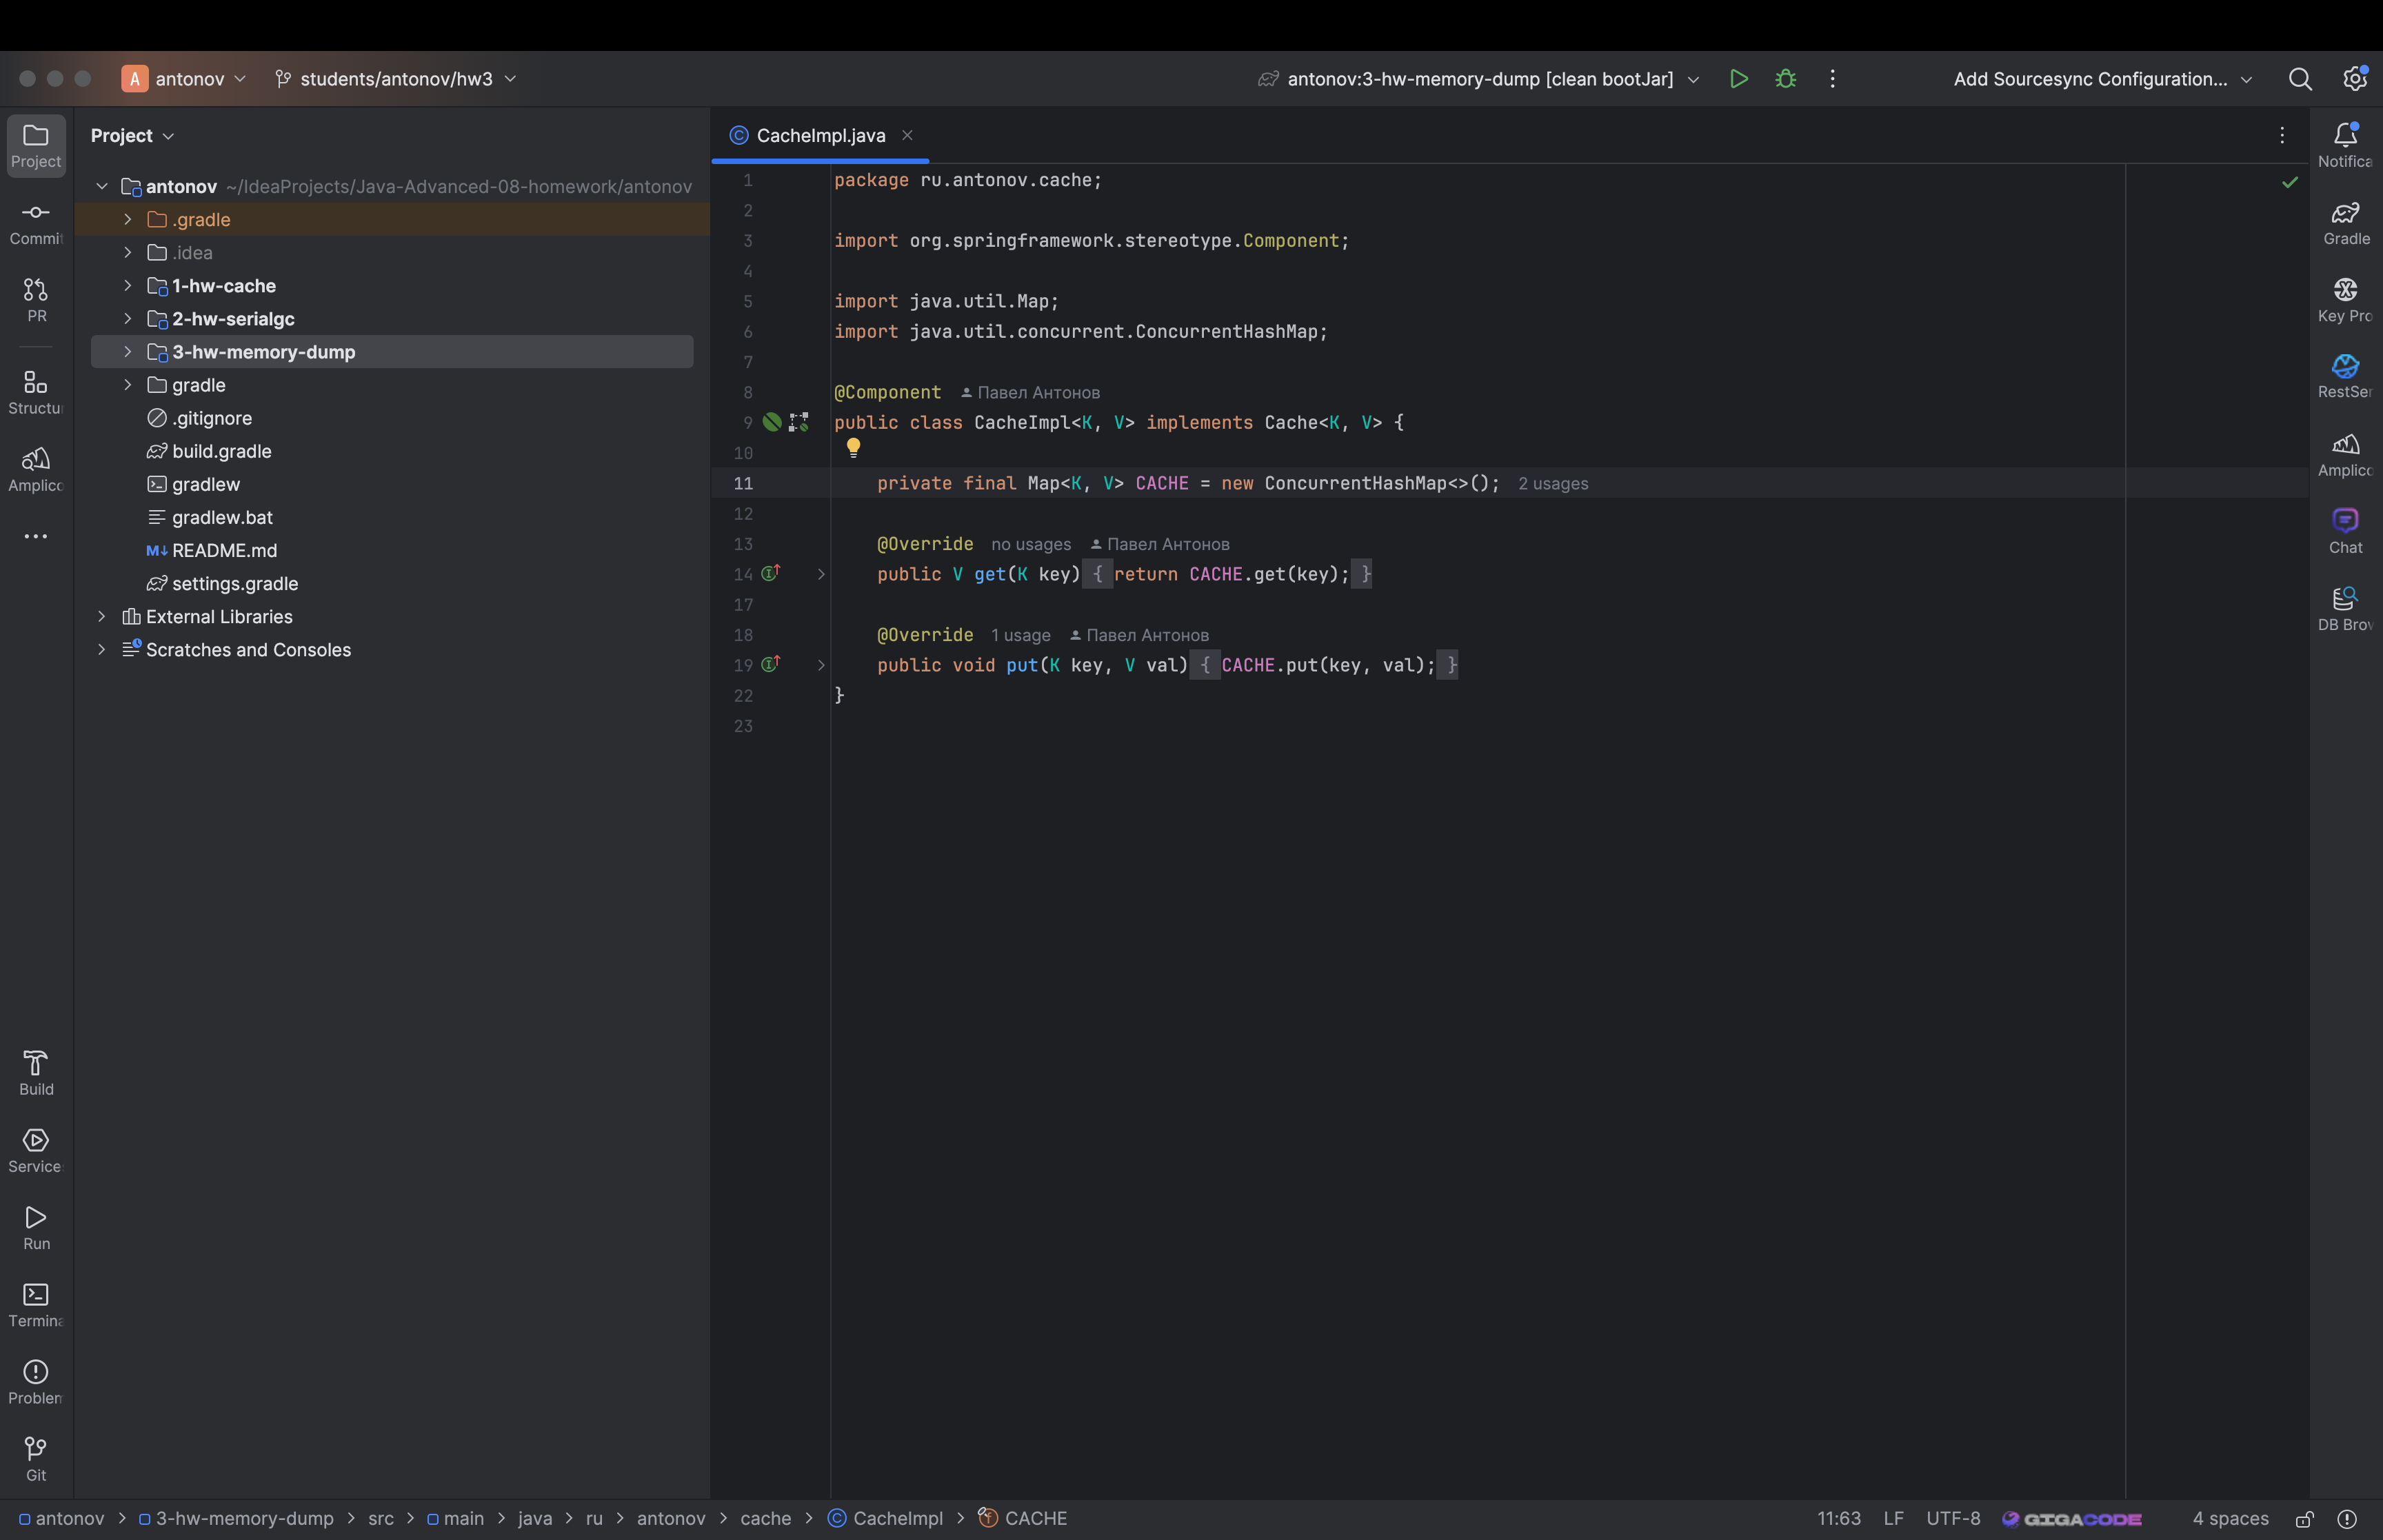 A antonov
students/antonov/hw3
antonov:3-hw-memory-dump [clean bootJar]
Add Sourcesync Configuration...
Project
Commit
PR
Structu
Amplico
Build
Service
Run
Termina
Problem
Git
Project
antonov ~/IdeaProjects/Java-Advanced-08-homework/antonov
.gradle
.idea
1-hw-cache
2-hw-serialgc
3-hw-memory-dump
gradle
.gitignore
build.gradle
gradlew
gradlew.bat
M↓ README.md
settings.gradle
External Libraries
Scratches and Consoles
CacheImpl.java
1 package ru.antonov.cache;
2
3 import org.springframework.stereotype.Component;
4
5 import java.util.Map;
6 import java.util.concurrent.ConcurrentHashMap;
7
8 @Component Павел Антонов
9 public class CacheImpl<K, V> implements Cache<K, V> {
10
11 private final Map<K, V> CACHE = new ConcurrentHashMap<>(); 2 usages
12
13 @Override no usages Павел Антонов
14 public V get(K key) { return CACHE.get(key); }
17
18 @Override 1 usage Павел Антонов
19 public void put(K key, V val) { CACHE.put(key, val); }
22 }
23
Notifica
Gradle
Key Pro
RestSer
Amplico
Chat
DB Brow
antonov > 3-hw-memory-dump > src > main > java > ru > antonov > cache > CacheImpl > CACHE
11:63 LF UTF-8 GIGACODE 4 spaces